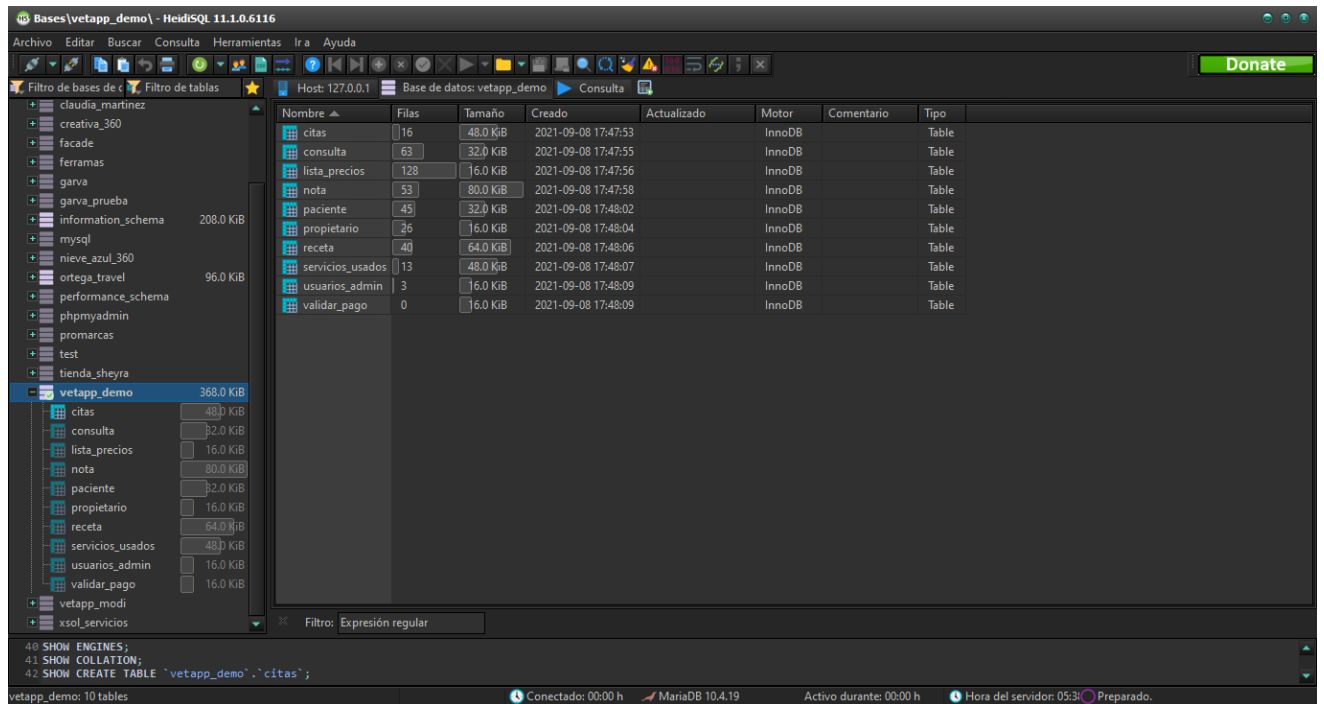 Bases\vetapp_demo\ - HeidiSQL 11.1.0.6116
Archivo Editar Buscar Consulta Herramientas Ir a Ayuda
Donate
Filtro de bases de d Filtro de tablas
Host: 127.0.0.1 Base de datos: vetapp_demo Consulta
claudia_martinez
creativa_360
facade
ferramas
garva
garva_prueba
information_schema 208.0 KiB
mysql
nieve_azul_360
ortega_travel 96.0 KiB
performance_schema
phpmyadmin
promarcas
test
tienda_sheyra
vetapp_demo 368.0 KiB
citas 48.0 KiB
consulta 32.0 KiB
lista_precios 16.0 KiB
nota 80.0 KiB
paciente 32.0 KiB
propietario 16.0 KiB
receta 64.0 KiB
servicios_usados 48.0 KiB
usuarios_admin 16.0 KiB
validar_pago 16.0 KiB
vetapp_modi
xsol_servicios
Nombre Filas Tamaño Creado Actualizado Motor Comentario Tipo
citas 16 48.0 KiB 2021-09-08 17:47:53 InnoDB Table
consulta 63 32.0 KiB 2021-09-08 17:47:55 InnoDB Table
lista_precios 128 16.0 KiB 2021-09-08 17:47:56 InnoDB Table
nota 53 80.0 KiB 2021-09-08 17:47:58 InnoDB Table
paciente 45 32.0 KiB 2021-09-08 17:48:02 InnoDB Table
propietario 26 16.0 KiB 2021-09-08 17:48:04 InnoDB Table
receta 40 64.0 KiB 2021-09-08 17:48:06 InnoDB Table
servicios_usados 13 48.0 KiB 2021-09-08 17:48:07 InnoDB Table
usuarios_admin 3 16.0 KiB 2021-09-08 17:48:09 InnoDB Table
validar_pago 0 16.0 KiB 2021-09-08 17:48:09 InnoDB Table
Filtro: Expresión regular
40 SHOW ENGINES;
41 SHOW COLLATION;
42 SHOW CREATE TABLE `vetapp_demo`.`citas`;
vetapp_demo: 10 tables Conectado: 00:00 h MariaDB 10.4.19 Activo durante: 00:00 h Hora del servidor: 05:3 Preparado.